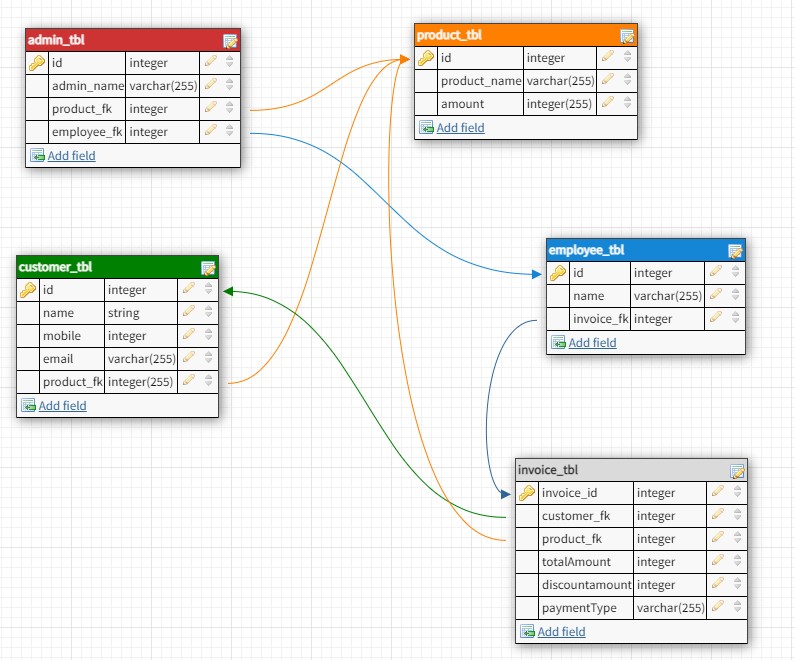 admin_tbl
id integer
admin_name varchar(255)
product_fk integer
employee_fk integer
Add field
product_tbl
id integer
product_name varchar(255)
amount integer(255)
Add field
customer_tbl
id integer
name string
mobile integer
email varchar(255)
product_fk integer(255)
Add field
employee_tbl
id integer
name varchar(255)
invoice_fk integer
Add field
invoice_tbl
invoice_id integer
customer_fk integer
product_fk integer
totalAmount integer
discountamount integer
paymentType varchar(255)
Add field